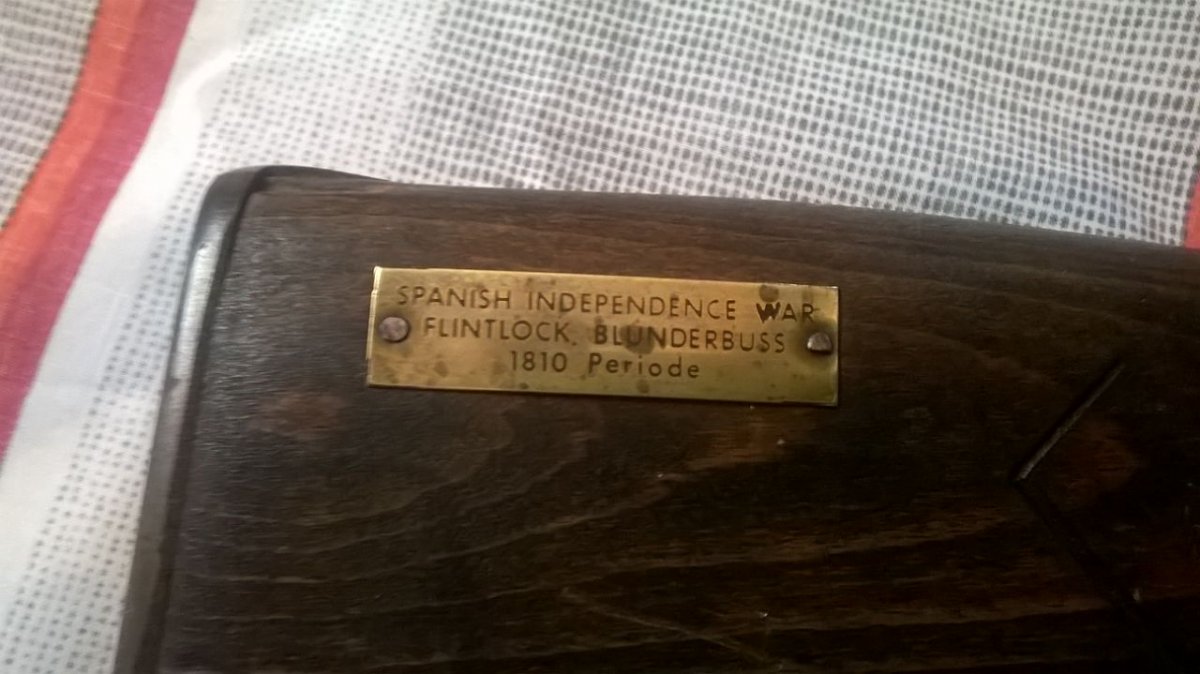 SPANISH INDEPENDENCE WAR
FLINTLOCK, BLUNDERBUSS
1810 Periode